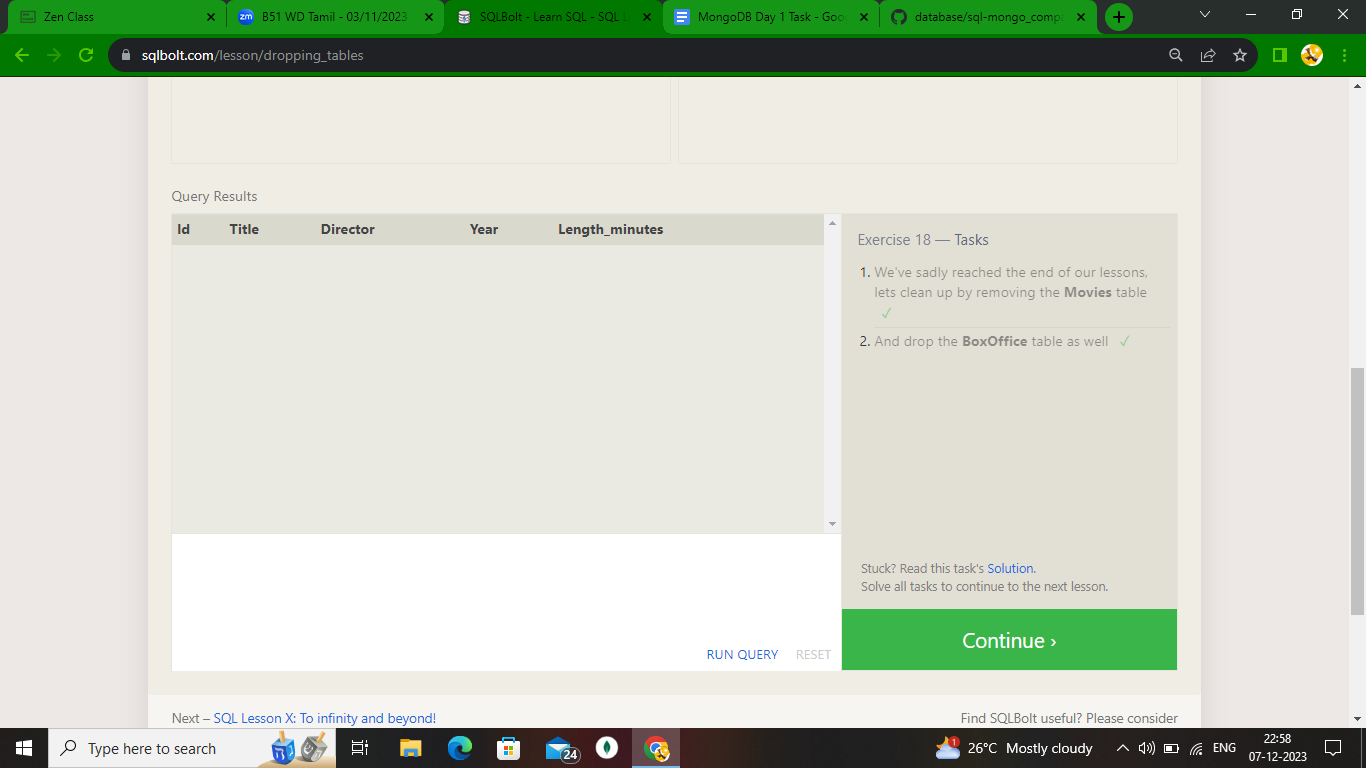 Zen Class
B51 WD Tamil - 03/11/2023
SQLBolt - Learn SQL - SQL L
MongoDB Day 1 Task - Goo
database/sql-mongo_compa
sqlbolt.com/lesson/dropping_tables
Query Results
Id Title Director Year Length_minutes
Exercise 18 — Tasks
1. We've sadly reached the end of our lessons,
lets clean up by removing the Movies table
✓
2. And drop the BoxOffice table as well ✓
Stuck? Read this task's Solution.
Solve all tasks to continue to the next lesson.
RUN QUERY RESET
Continue ›
Next – SQL Lesson X: To infinity and beyond!
Find SQLBolt useful? Please consider
Type here to search
24
1
26°C Mostly cloudy
ENG
22:58
07-12-2023